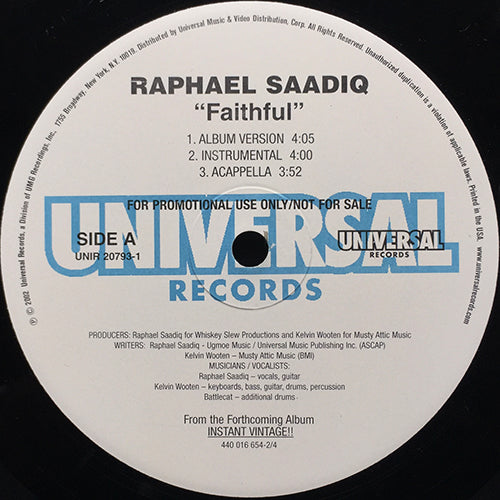 ℗ © 2002 Universal Records, a Division of UMG Recordings, Inc., 1755 Broadway, New York, N.Y. 10019. Distributed by Universal Music & Video Distribution, Corp. All Rights Reserved. Unauthorized duplication is a violation of applicable laws. Printed in the USA. www.universalrecords.com
RAPHAEL SAADIQ
“Faithful”
1. ALBUM VERSION 4:05
2. INSTRUMENTAL 4:00
3. ACAPPELLA 3:52
FOR PROMOTIONAL USE ONLY/NOT FOR SALE
UNIVERSAL
RECORDS
SIDE A
UNIR 20793-1
UNIVERSAL
RECORDS
PRODUCERS: Raphael Saadiq for Whiskey Slew Productions and Kelvin Wooten for Musty Attic Music
WRITERS: Raphael Saadiq - Ugmoe Music / Universal Music Publishing Inc. (ASCAP)
Kelvin Wooten – Musty Attic Music (BMI)
MUSICIANS / VOCALISTS:
Raphael Saadiq – vocals, guitar
Kelvin Wooten – keyboards, bass, guitar, drums, percussion
Battlecat – additional drums
From the Forthcoming Album
INSTANT VINTAGE!!
440 016 654-2/4